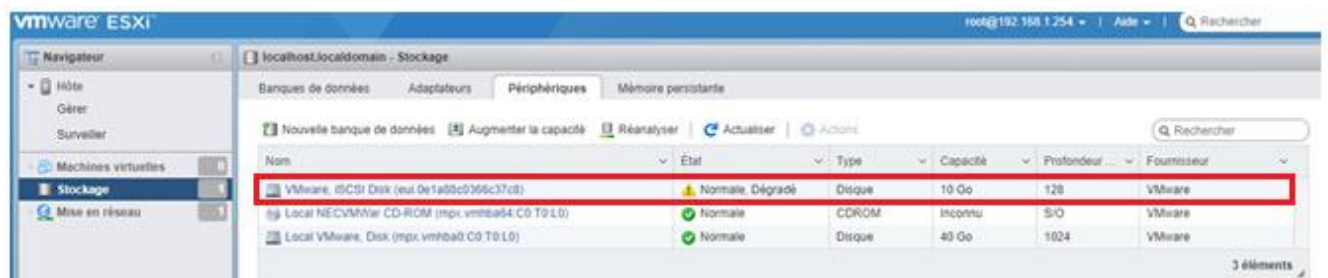 vmware ESXi
root@192.168.1.254 | Aide | Rechercher
Navigateur
localhost.localdomain - Stockage
Hôte
Gérer
Surveiller
Machines virtuelles
Stockage
Mise en réseau
Banques de données Adaptateurs Périphériques Mémoire persistante
Nouvelle banque de données Augmenter la capacité Réanalyser | Actualiser | Actions Rechercher
Nom État Type Capacité Profondeur ... Fournisseur
VMware, iSCSI Disk Normale, Dégradé Disque 10 Go 128 VMware
Local NECVMWar CD-ROM (mpx.vmhba64:C0:T0:L0) Normale CDROM Inconnu S/O VMware
Local VMware, Disk (mpx.vmhba0:C0:T0:L0) Normale Disque 40 Go 1024 VMware
3 éléments